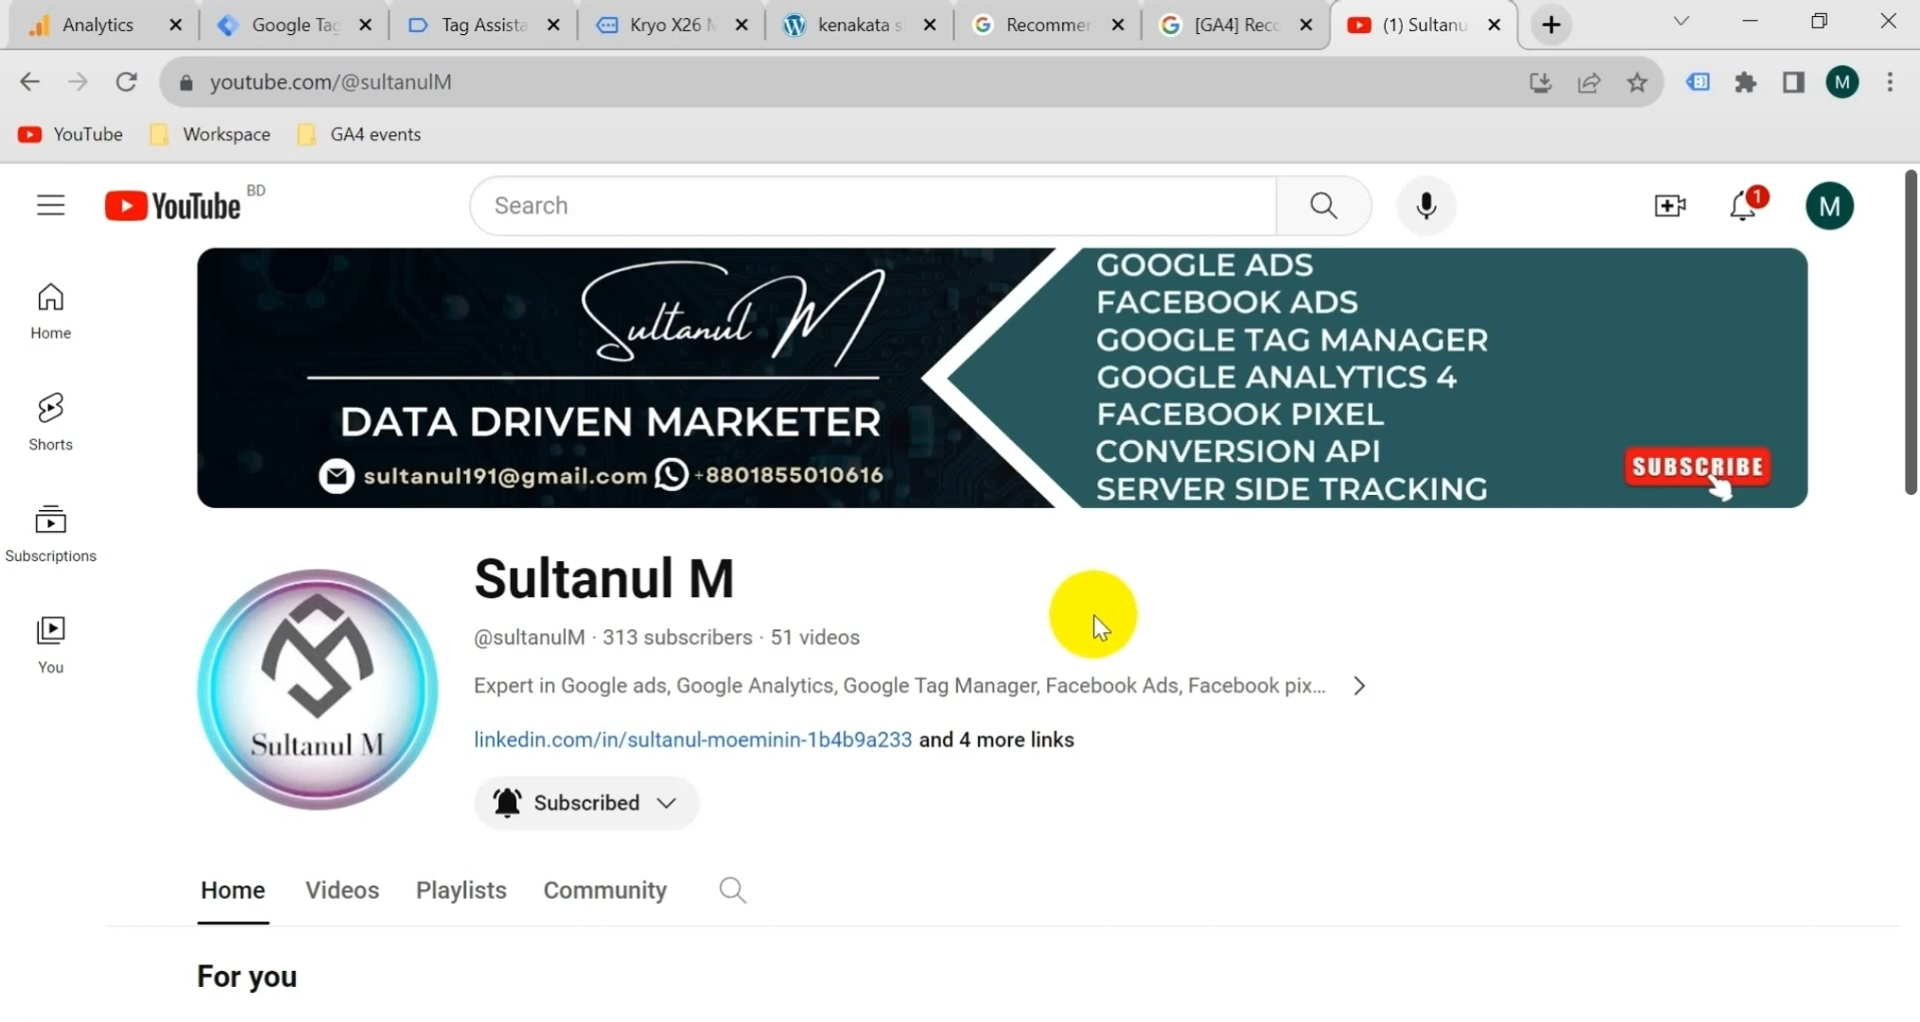 Analytics
Google Tag
Tag Assista
Kryo X26 M
kenakata s
Recommer
[GA4] Recc
(1) Sultanu
youtube.com/@sultanulM
M
YouTube
Workspace
GA4 events
YouTube BD
Search
1
M
Home
Shorts
Subscriptions
You
Sultanul M
DATA DRIVEN MARKETER
sultanul191@gmail.com +8801855010616
GOOGLE ADS
FACEBOOK ADS
GOOGLE TAG MANAGER
GOOGLE ANALYTICS 4
FACEBOOK PIXEL
CONVERSION API
SERVER SIDE TRACKING
SUBSCRIBE
Sultanul M
Sultanul M
@sultanulM · 313 subscribers · 51 videos
Expert in Google ads, Google Analytics, Google Tag Manager, Facebook Ads, Facebook pix...
linkedin.com/in/sultanul-moeminin-1b4b9a233 and 4 more links
Subscribed
Home Videos Playlists Community
For you